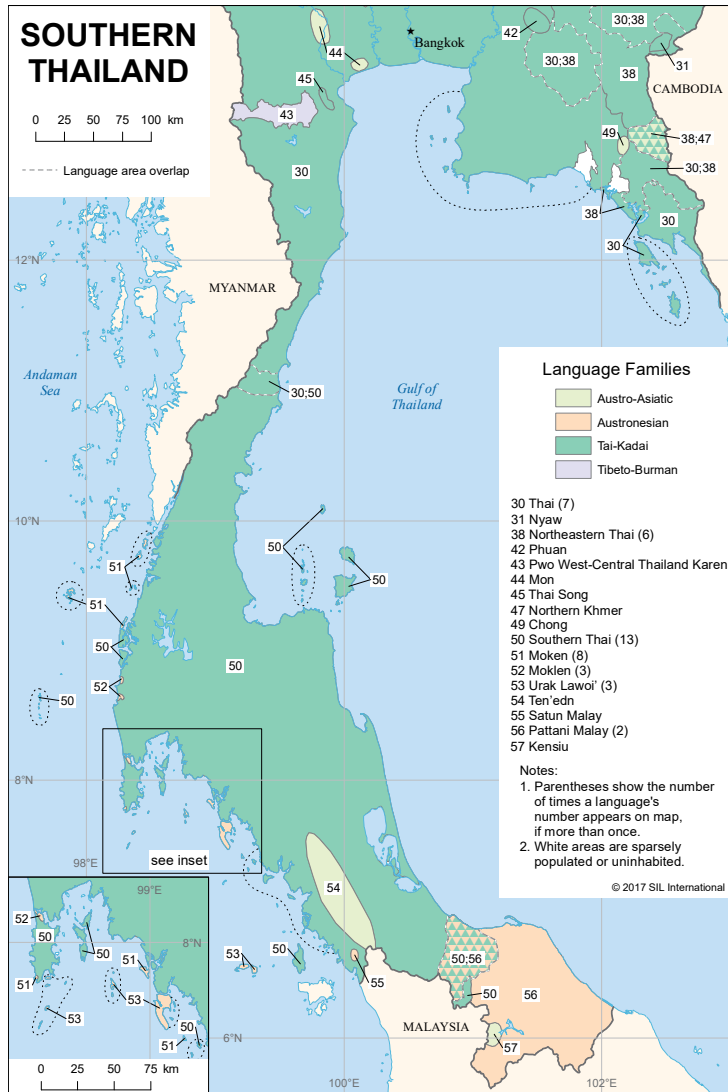 SOUTHERN
THAILAND
0 25 50 75 100 km
Language area overlap
44
45
43
30
Bangkok
42
30;38
30;38
38
31
CAMBODIA
49
38;47
30;38
38
30
30
12°N
MYANMAR
Andaman
Sea
30;50
Gulf of
Thailand
10°N
50
50
51
51
50
52
50
50
8°N
98°E
see inset
54
53
50
55
50;56
50
56
57
MALAYSIA
6°N
100°E
102°E
Language Families
Austro-Asiatic
Austronesian
Tai-Kadai
Tibeto-Burman
30 Thai (7)
31 Nyaw
38 Northeastern Thai (6)
42 Phuan
43 Pwo West-Central Thailand Karen
44 Mon
45 Thai Song
47 Northern Khmer
49 Chong
50 Southern Thai (13)
51 Moken (8)
52 Moklen (3)
53 Urak Lawoi’ (3)
54 Ten'edn
55 Satun Malay
56 Pattani Malay (2)
57 Kensiu
Notes:
1. Parentheses show the number
of times a language's
number appears on map,
if more than once.
2. White areas are sparsely
populated or uninhabited.
© 2017 SIL International
99°E
52
50
50
8°N
51
51
53
53
50
51
0 25 50 75 km